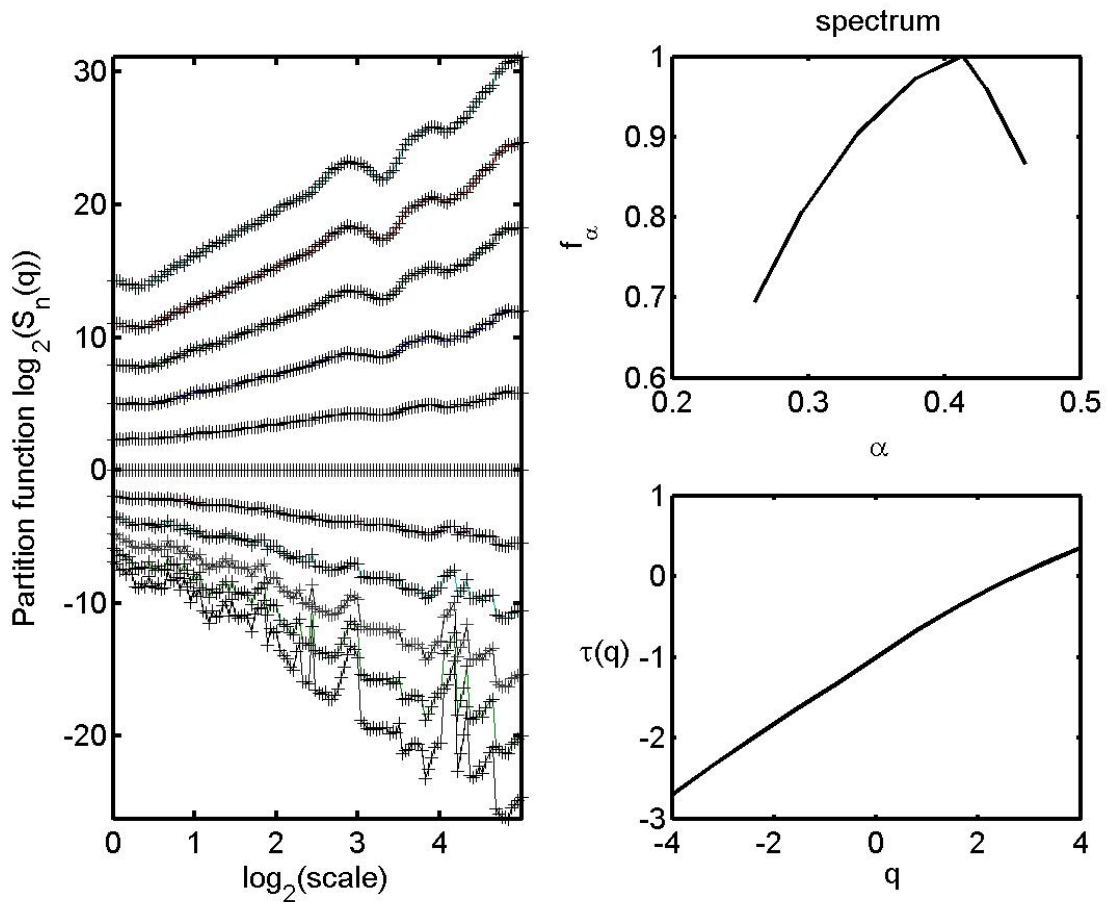 Partition function log2(Sn(q))
30
20
10
0
-10
-20
0 1 2 3 4
log2(scale)
spectrum
fα
1
0.9
0.8
0.7
0.6
0.2 0.3 0.4 0.5
α
τ(q)
1
0
-1
-2
-3
-4 -2 0 2 4
q